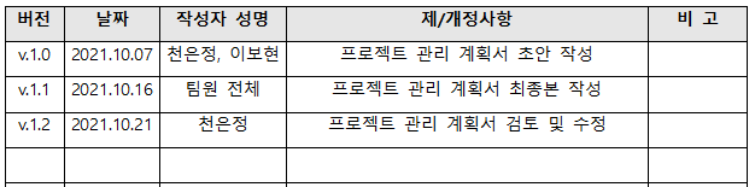 버전 날짜 작성자 성명 제/개정사항 비 고
v.1.0 2021.10.07 천은정, 이보현 프로젝트 관리 계획서 초안 작성
v.1.1 2021.10.16 팀원 전체 프로젝트 관리 계획서 최종본 작성
v.1.2 2021.10.21 천은정 프로젝트 관리 계획서 검토 및 수정